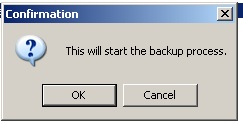 Confirmation
This will start the backup process.
OK
Cancel